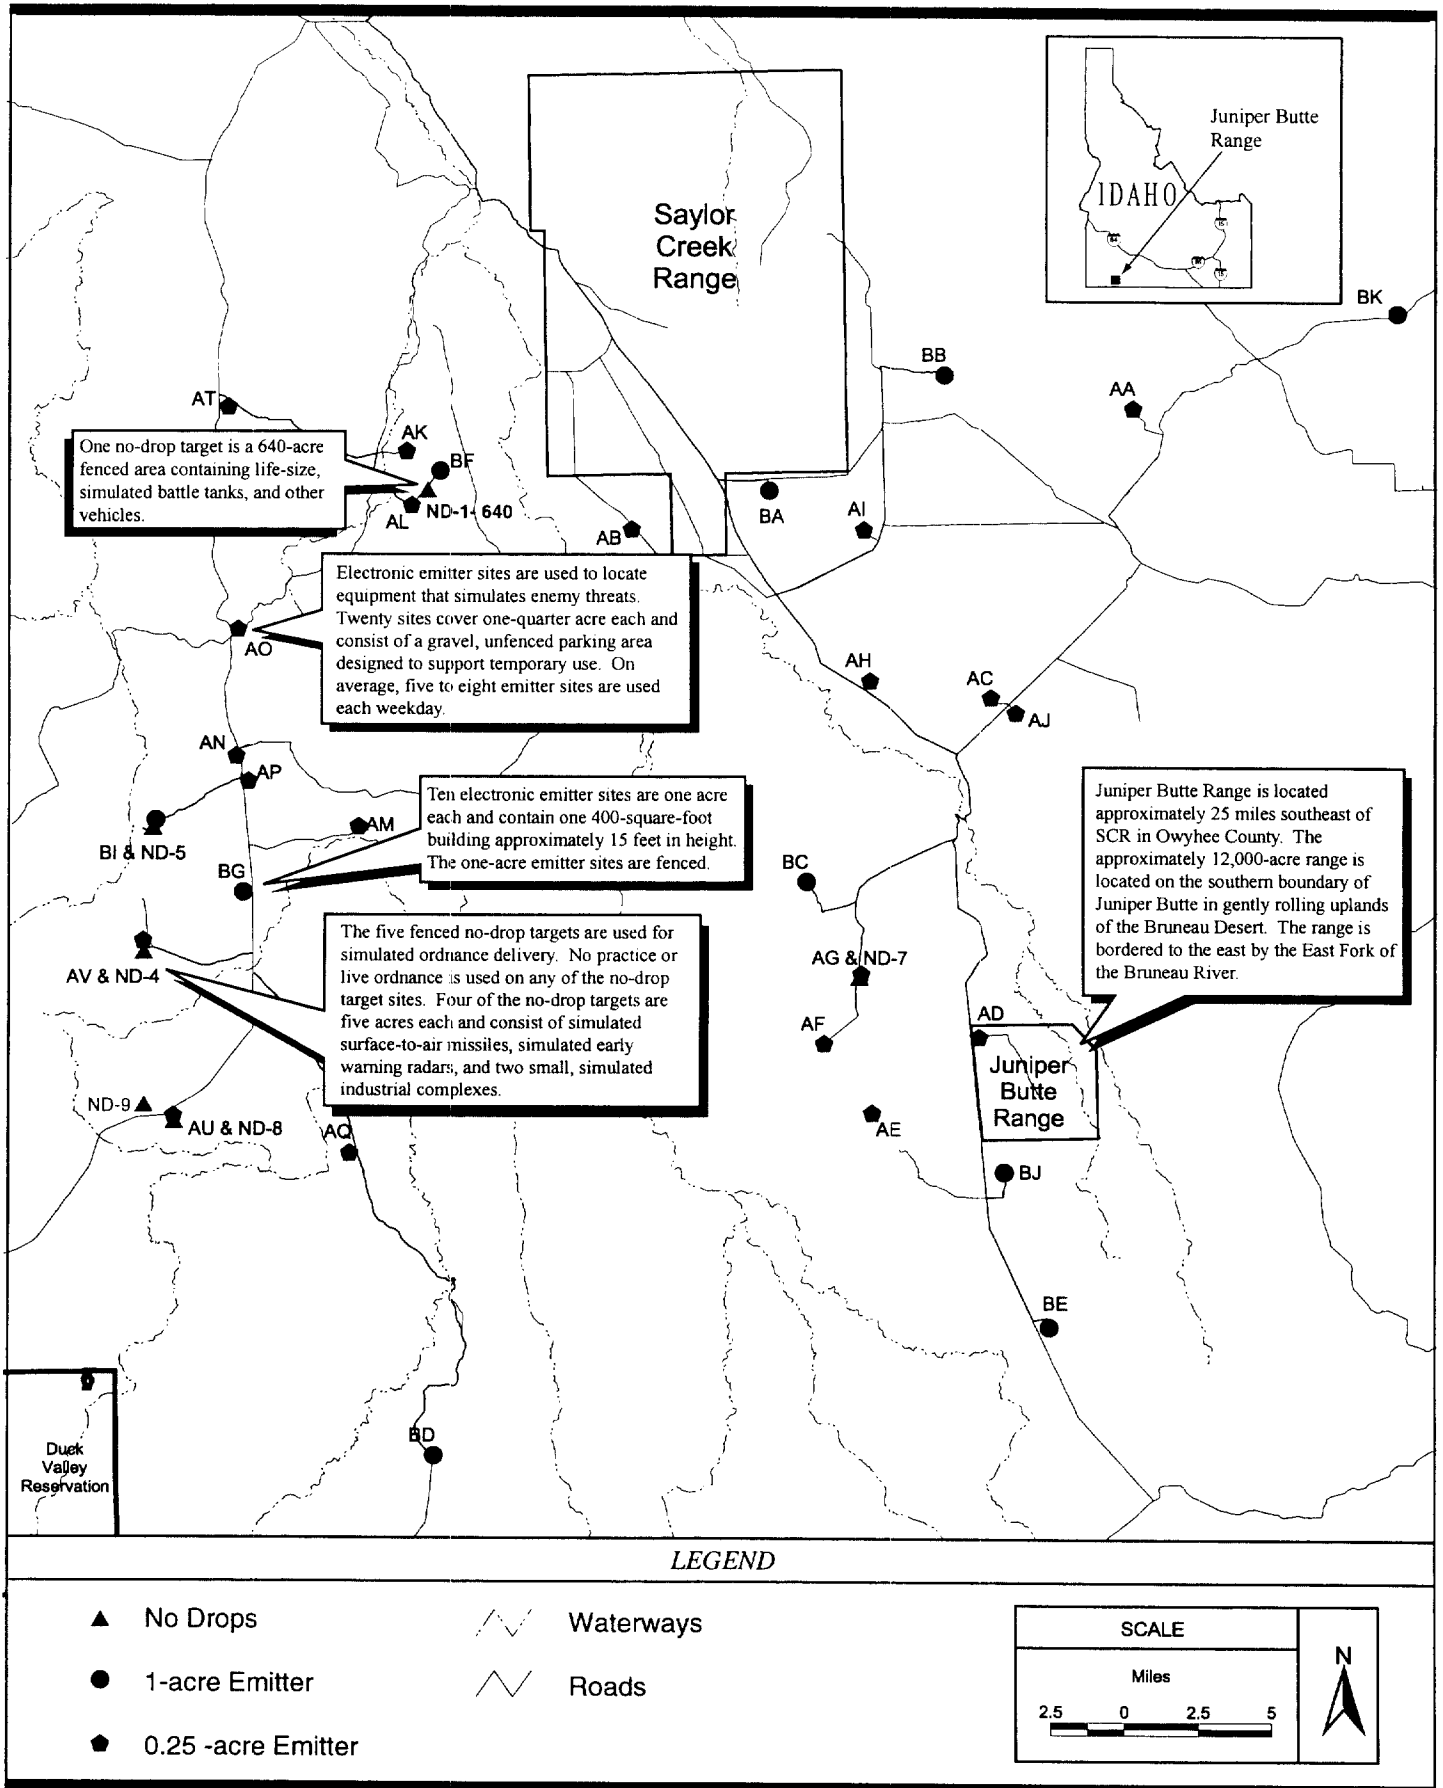 Juniper Butte
Range
IDAHO
84
15
86
15
Saylor
Creek
Range
BK
BB
AA
AT
AK
BF
One no-drop target is a 640-acre
fenced area containing life-size,
simulated battle tanks, and other
vehicles.
AL
ND-1-640
AB
BA
AI
Electronic emitter sites are used to locate
equipment that simulates enemy threats.
Twenty sites cover one-quarter acre each and
consist of a gravel, unfenced parking area
designed to support temporary use. On
average, five to eight emitter sites are used
each weekday.
AO
AH
AC
AJ
AN
AP
Ten electronic emitter sites are one acre
each and contain one 400-square-foot
building approximately 15 feet in height.
The one-acre emitter sites are fenced.
Juniper Butte Range is located
approximately 25 miles southeast of
SCR in Owyhee County. The
approximately 12,000-acre range is
located on the southern boundary of
Juniper Butte in gently rolling uplands
of the Bruneau Desert. The range is
bordered to the east by the East Fork of
the Bruneau River.
AM
BI & ND-5
BG
BC
The five fenced no-drop targets are used for
simulated ordnance delivery. No practice or
live ordnance is used on any of the no-drop
target sites. Four of the no-drop targets are
five acres each and consist of simulated
surface-to-air missiles, simulated early
warning radars, and two small, simulated
industrial complexes.
AV & ND-4
AG & ND-7
AD
AF
Juniper
Butte
Range
ND-9
AU & ND-8
AQ
AE
BJ
BE
BD
Duck
Valley
Reservation
LEGEND
No Drops
1-acre Emitter
0.25 -acre Emitter
Waterways
Roads
SCALE
Miles
2.5 0 2.5 5
N